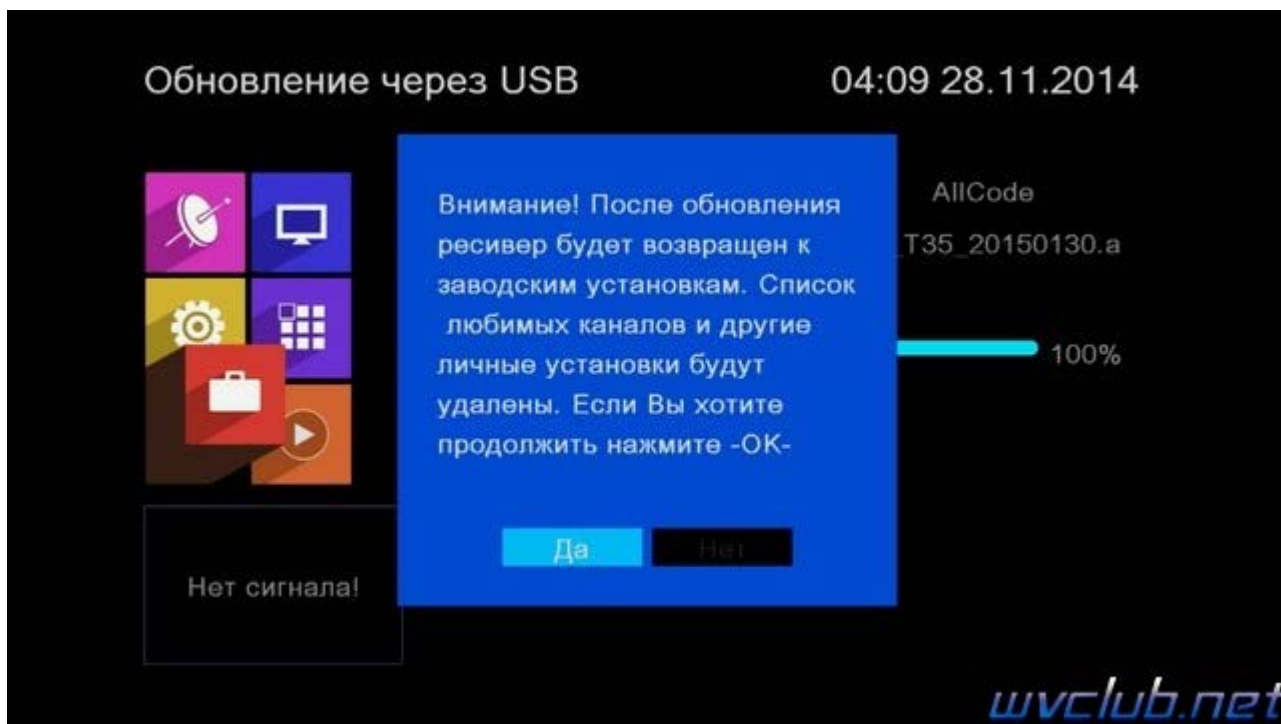 Обновление через USB
04:09 28.11.2014
AllCode
_T35_20150130.a
100%
Внимание! После обновления
ресивер будет возвращен к
заводским установкам. Список
любимых каналов и другие
личные установки будут
удалены. Если Вы хотите
продолжить нажмите -OK-
Да
Нет
Нет сигнала!
wvclub.net